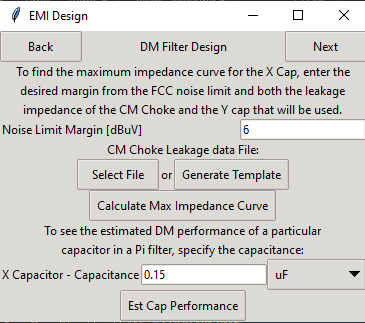 EMI Design
Back DM Filter Design Next
To find the maximum impedance curve for the X Cap, enter the
desired margin from the FCC noise limit and both the leakage
impedance of the CM Choke and the Y cap that will be used.
Noise Limit Margin [dBuV] 6
CM Choke Leakage data File:
Select File or Generate Template
Calculate Max Impedance Curve
To see the estimated DM performance of a particular
capacitor in a Pi filter, specify the capacitance:
X Capacitor - Capacitance 0.15 uF
Est Cap Performance